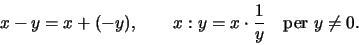 x − y = x + (−y),  x : y = x · 1/y  per y ≠ 0.